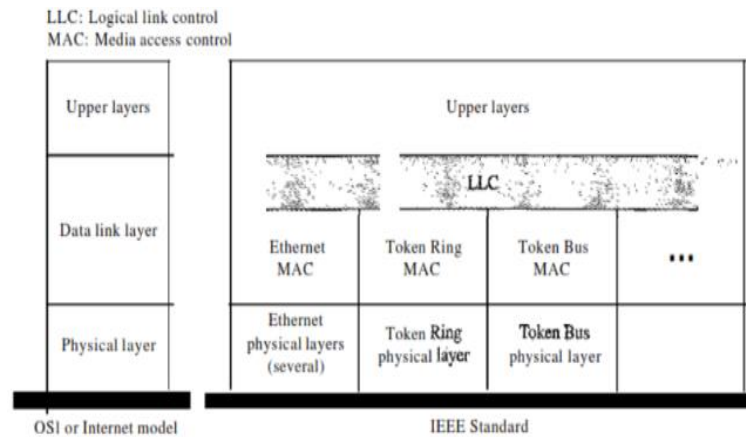 LLC: Logical link control
MAC: Media access control
Upper layers
Upper layers
LLC
Data link layer
Ethernet
MAC
Token Ring
MAC
Token Bus
MAC
...
Physical layer
Ethernet
physical layers
(several)
Token Ring
physical layer
Token Bus
physical layer
OSI or Internet model
IEEE Standard